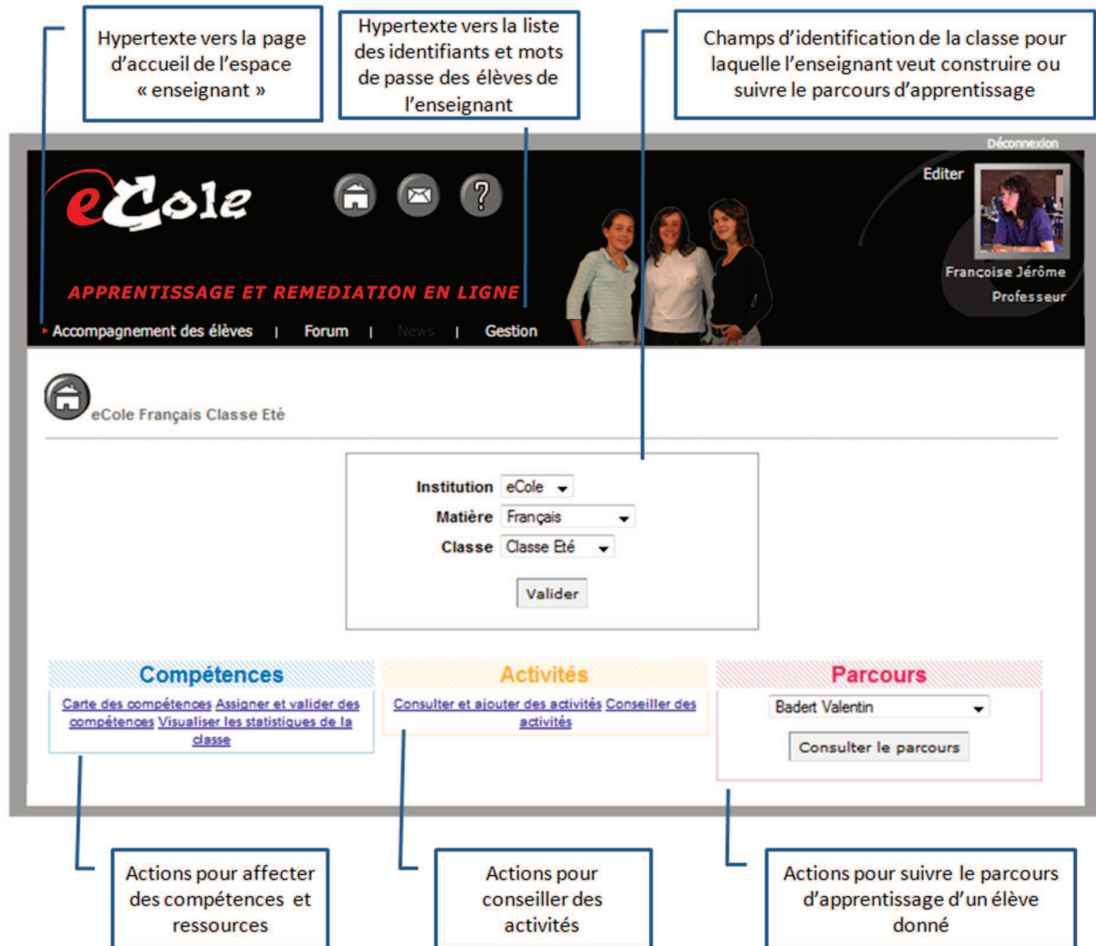 Hypertexte vers la page
d'accueil de l'espace
« enseignant »
Hypertexte vers la liste
des identifiants et mots
de passe des élèves de
l'enseignant
Champs d'identification de la classe pour
laquelle l'enseignant veut construire ou
suivre le parcours d'apprentissage
Déconnexion
eCole
?
Editer
Françoise Jérôme
Professeur
APPRENTISSAGE ET REMEDIATION EN LIGNE
Accompagnement des élèves | Forum | News | Gestion
eCole Français Classe Eté
Institution eCole
Matière Français
Classe Classe Eté
Valider
Compétences
Carte des compétences Assigner et valider des
compétences Visualiser les statistiques de la
classe
Activités
Consulter et ajouter des activités Conseiller des
activités
Parcours
Badert Valentin
Consulter le parcours
Actions pour affecter
des compétences et
ressources
Actions pour
conseiller des
activités
Actions pour suivre le parcours
d'apprentissage d'un élève
donné